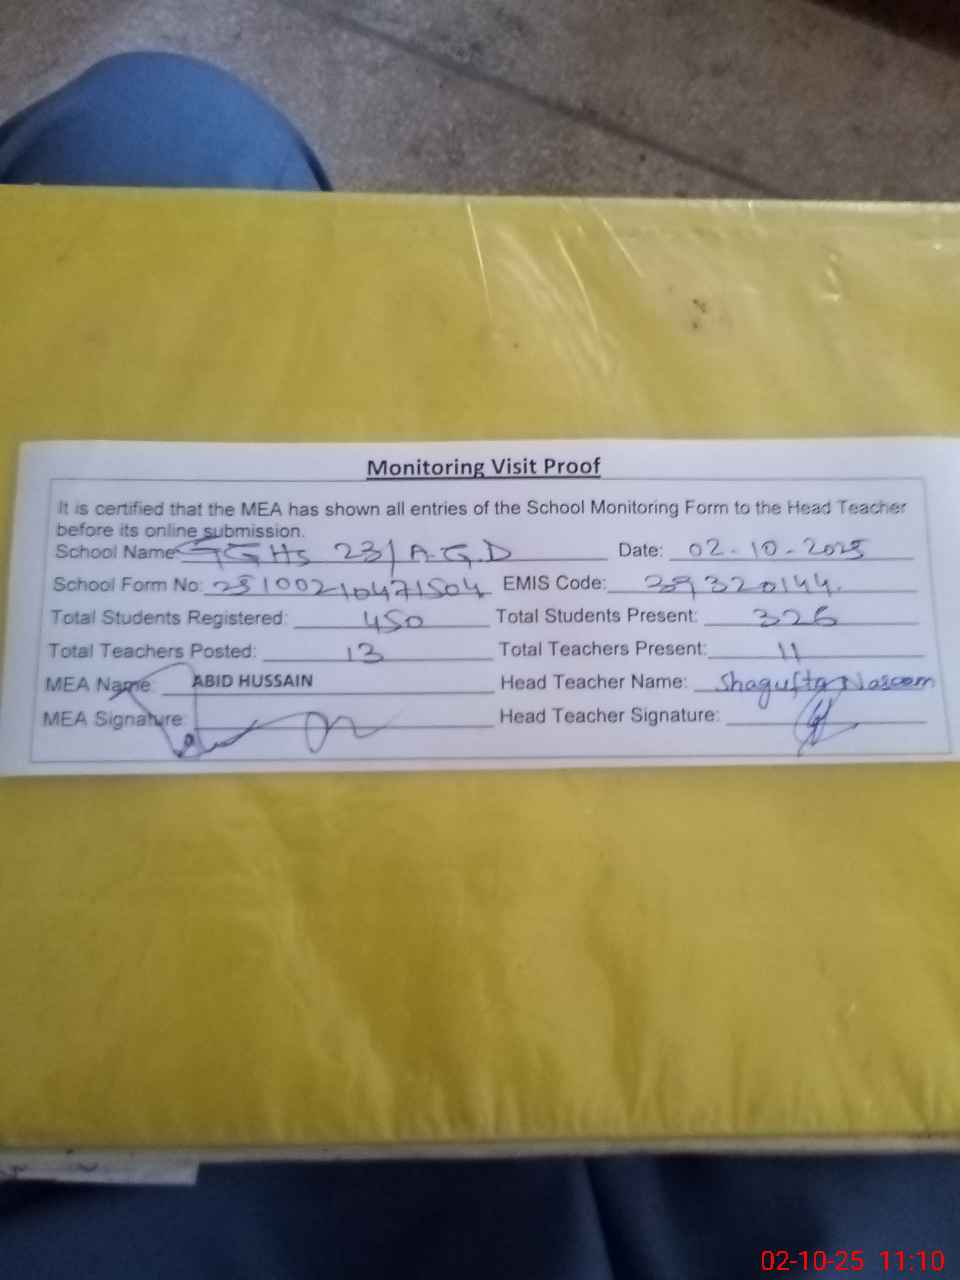 Monitoring Visit Proof
It is certified that the MEA has shown all entries of the School Monitoring Form to the Head Teacher
before its online submission.
School Name GGHS 23/A.G.D Date: 02-10-2025
School Form No: 25100210471504 EMIS Code: 39320144
Total Students Registered: 450 Total Students Present: 326
Total Teachers Posted: 13 Total Teachers Present: 11
MEA Name: ABID HUSSAIN Head Teacher Name: Shagufta Naseem
MEA Signature: Head Teacher Signature:
02-10-25 11:10